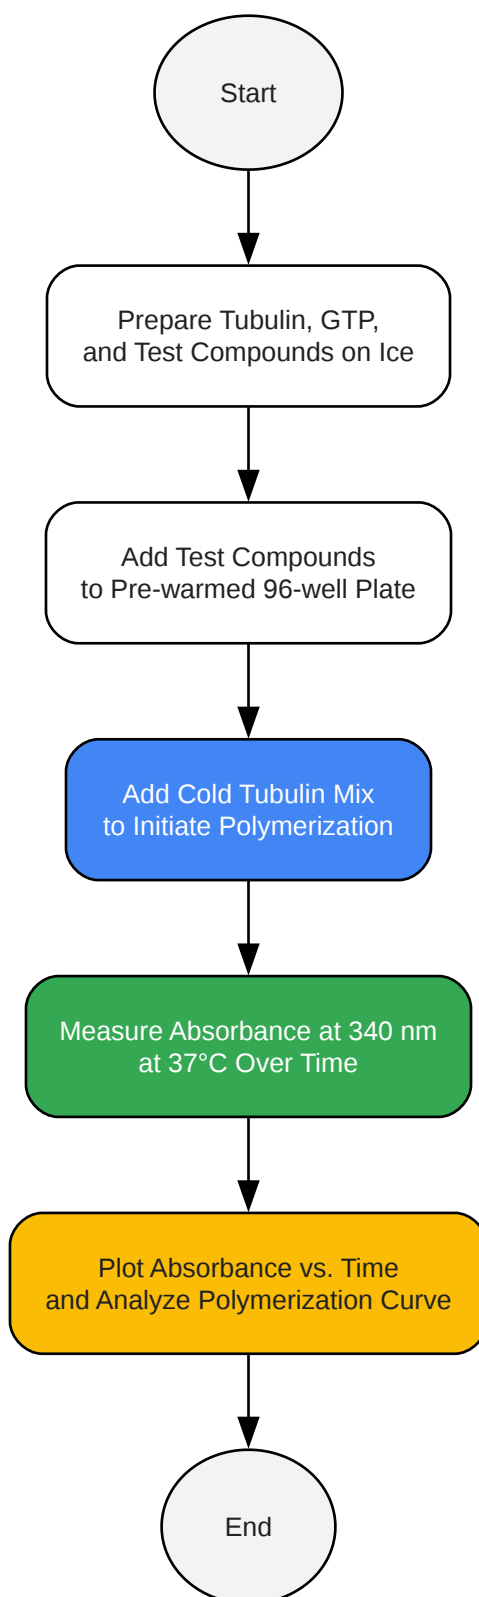 Start
Prepare Tubulin, GTP,
and Test Compounds on Ice
Add Test Compounds
to Pre-warmed 96-well Plate
Add Cold Tubulin Mix
to Initiate Polymerization
Measure Absorbance at 340 nm
at 37°C Over Time
Plot Absorbance vs. Time
and Analyze Polymerization Curve
End